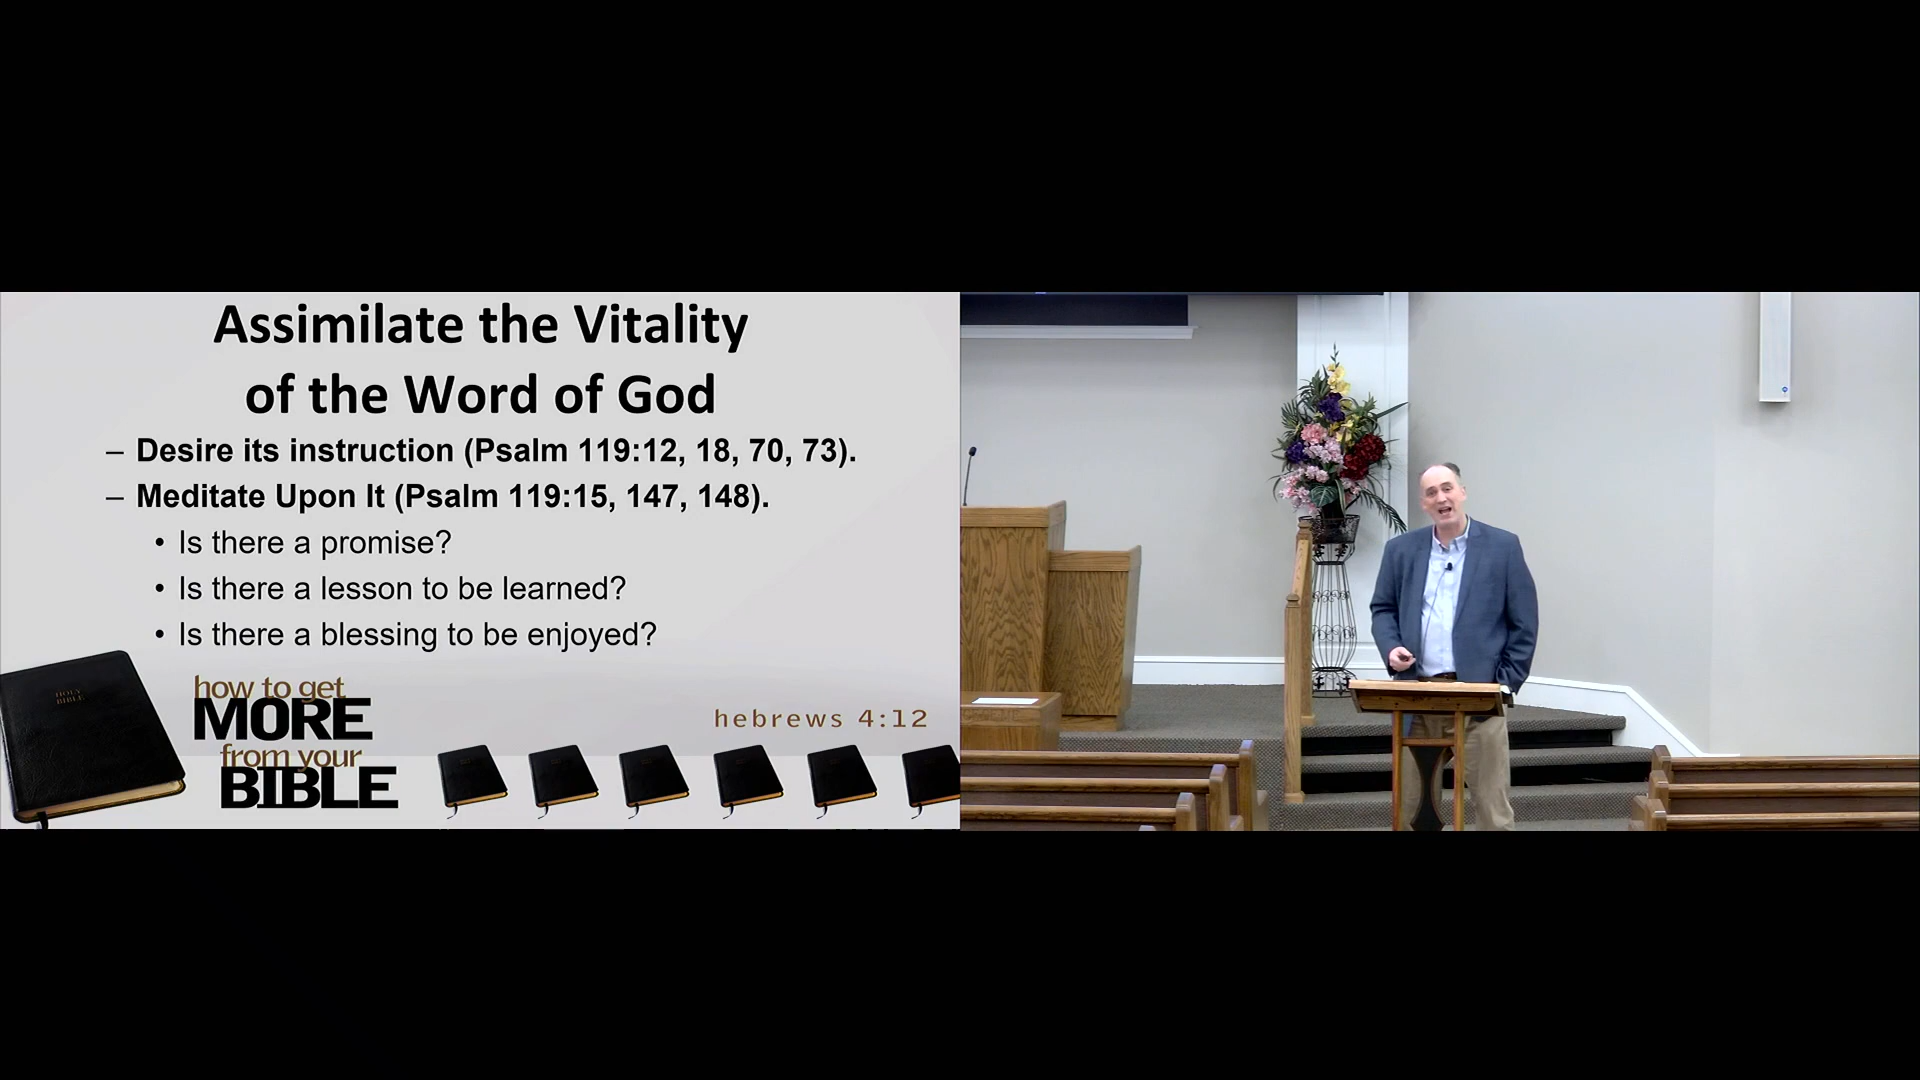 Assimilate the Vitality
of the Word of God
– Desire its instruction (Psalm 119:12, 18, 70, 73).
– Meditate Upon It (Psalm 119:15, 147, 148).
• Is there a promise?
• Is there a lesson to be learned?
• Is there a blessing to be enjoyed?
HOLY
BIBLE
how to get
MORE
from your
BIBLE
hebrews 4:12